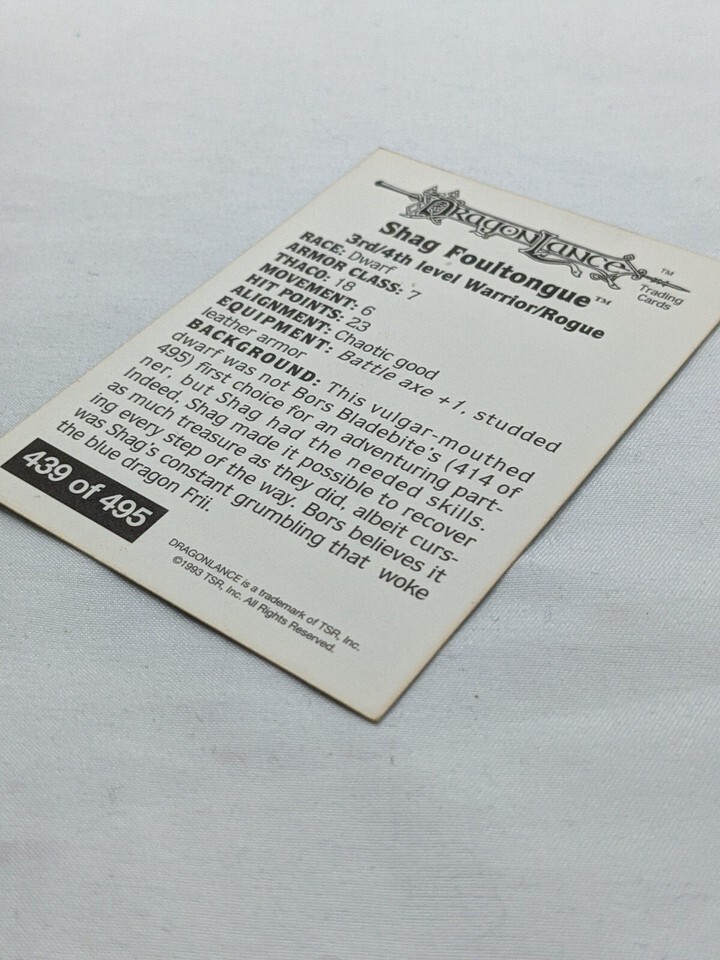 DRAGONLANCE™
Trading
Cards
Shag Foultongue™
3rd/4th level Warrior/Rogue
RACE: Dwarf
ARMOR CLASS: 7
THACO: 18
MOVEMENT: 6
HIT POINTS: 23
ALIGNMENT: Chaotic good
EQUIPMENT: Battle axe +1, studded
leather armor
BACKGROUND: This vulgar-mouthed
dwarf was not Bors Bladebite's (414 of
495) first choice for an adventuring part-
ner, but Shag had the needed skills.
Indeed, Shag made it possible to recover
as much treasure as they did, albeit curs-
ing every step of the way. Bors believes it
was Shag's constant grumbling that woke
the blue dragon Frii.
439 of 495
DRAGONLANCE is a trademark of TSR, Inc.
©1993 TSR, Inc. All Rights Reserved.